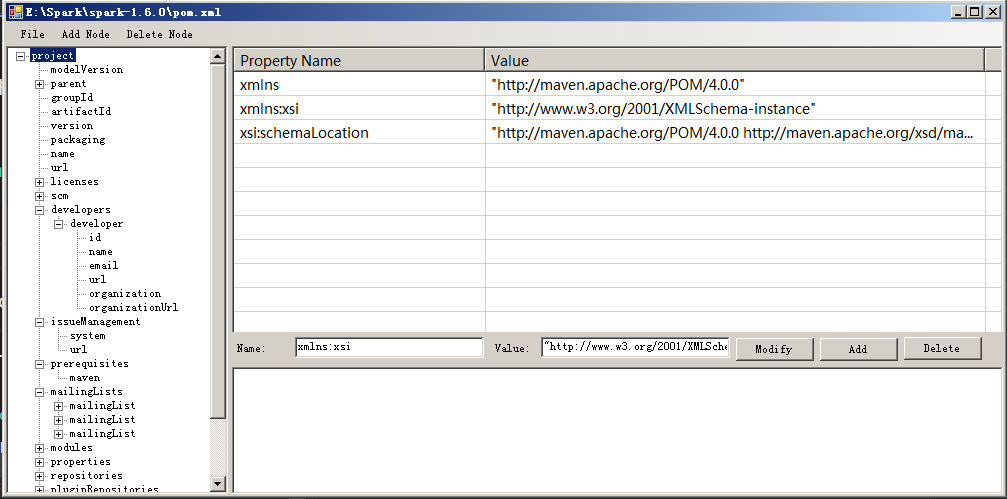 E:\Spark\spark-1.6.0\pom.xml
File Add Node Delete Node
project
modelVersion
parent
groupId
artifactId
version
packaging
name
url
licenses
scm
developers
developer
id
name
email
url
organization
organizationUrl
issueManagement
system
url
prerequisites
maven
mailingLists
mailingList
mailingList
mailingList
modules
properties
repositories
pluginRepositories
Property Name Value
xmlns "http://maven.apache.org/POM/4.0.0"
xmlns:xsi "http://www.w3.org/2001/XMLSchema-instance"
xsi:schemaLocation "http://maven.apache.org/POM/4.0.0 http://maven.apache.org/xsd/ma...
Name: xmlns:xsi Value: "http://www.w3.org/2001/XMLSche Modify Add Delete